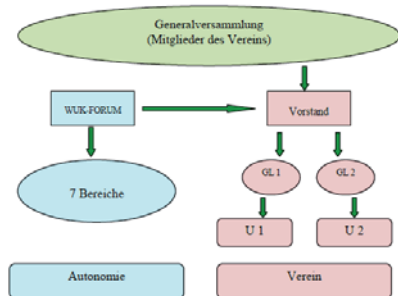 Generalversammlung
(Mitglieder des Vereins)
WUK-FORUM
Vorstand
7 Bereiche
GL 1
GL 2
U 1
U 2
Autonomie
Verein